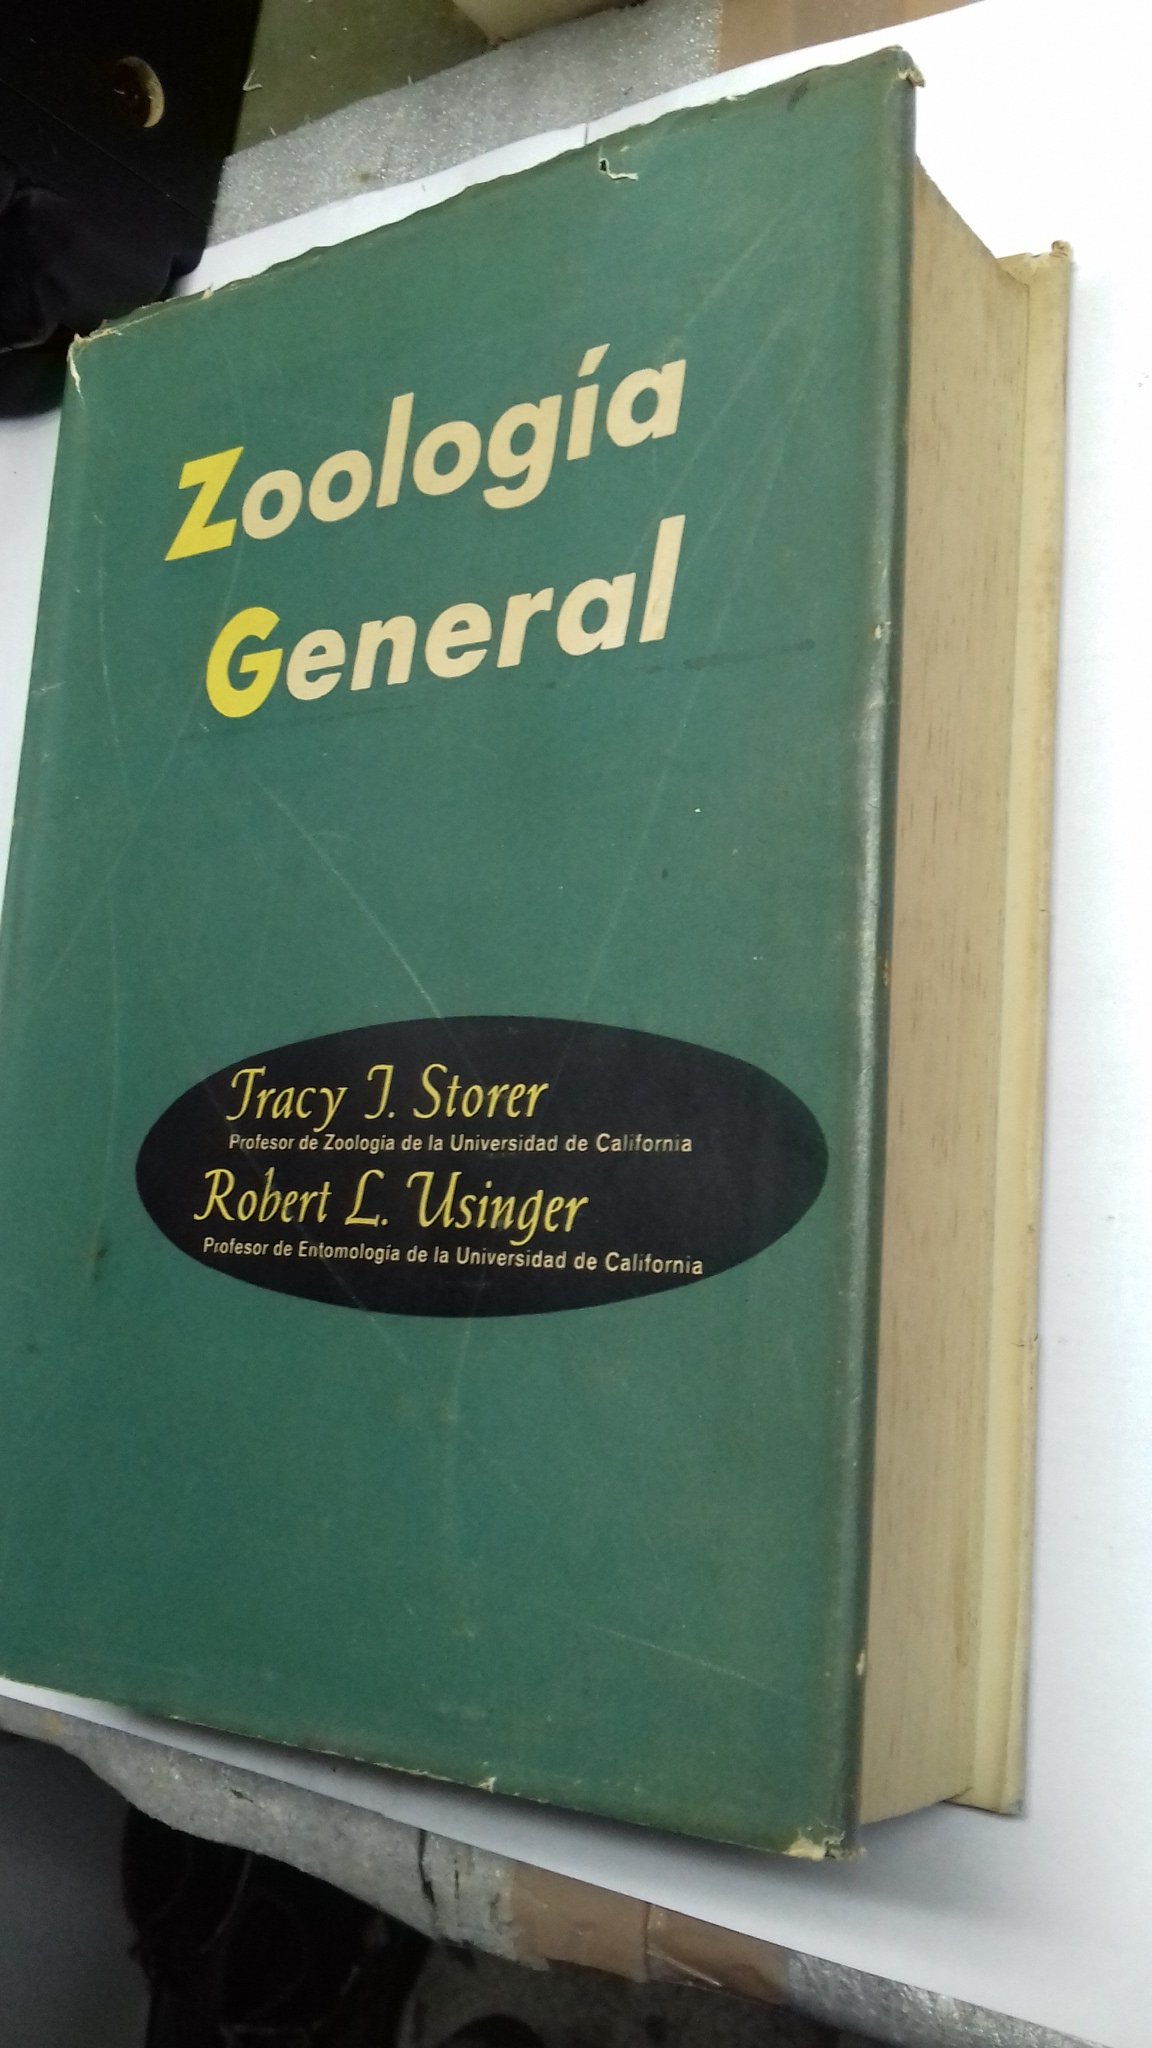 Zoología
General
Tracy J. Storer
Profesor de Zoología de la Universidad de California
Robert L. Usinger
Profesor de Entomología de la Universidad de California